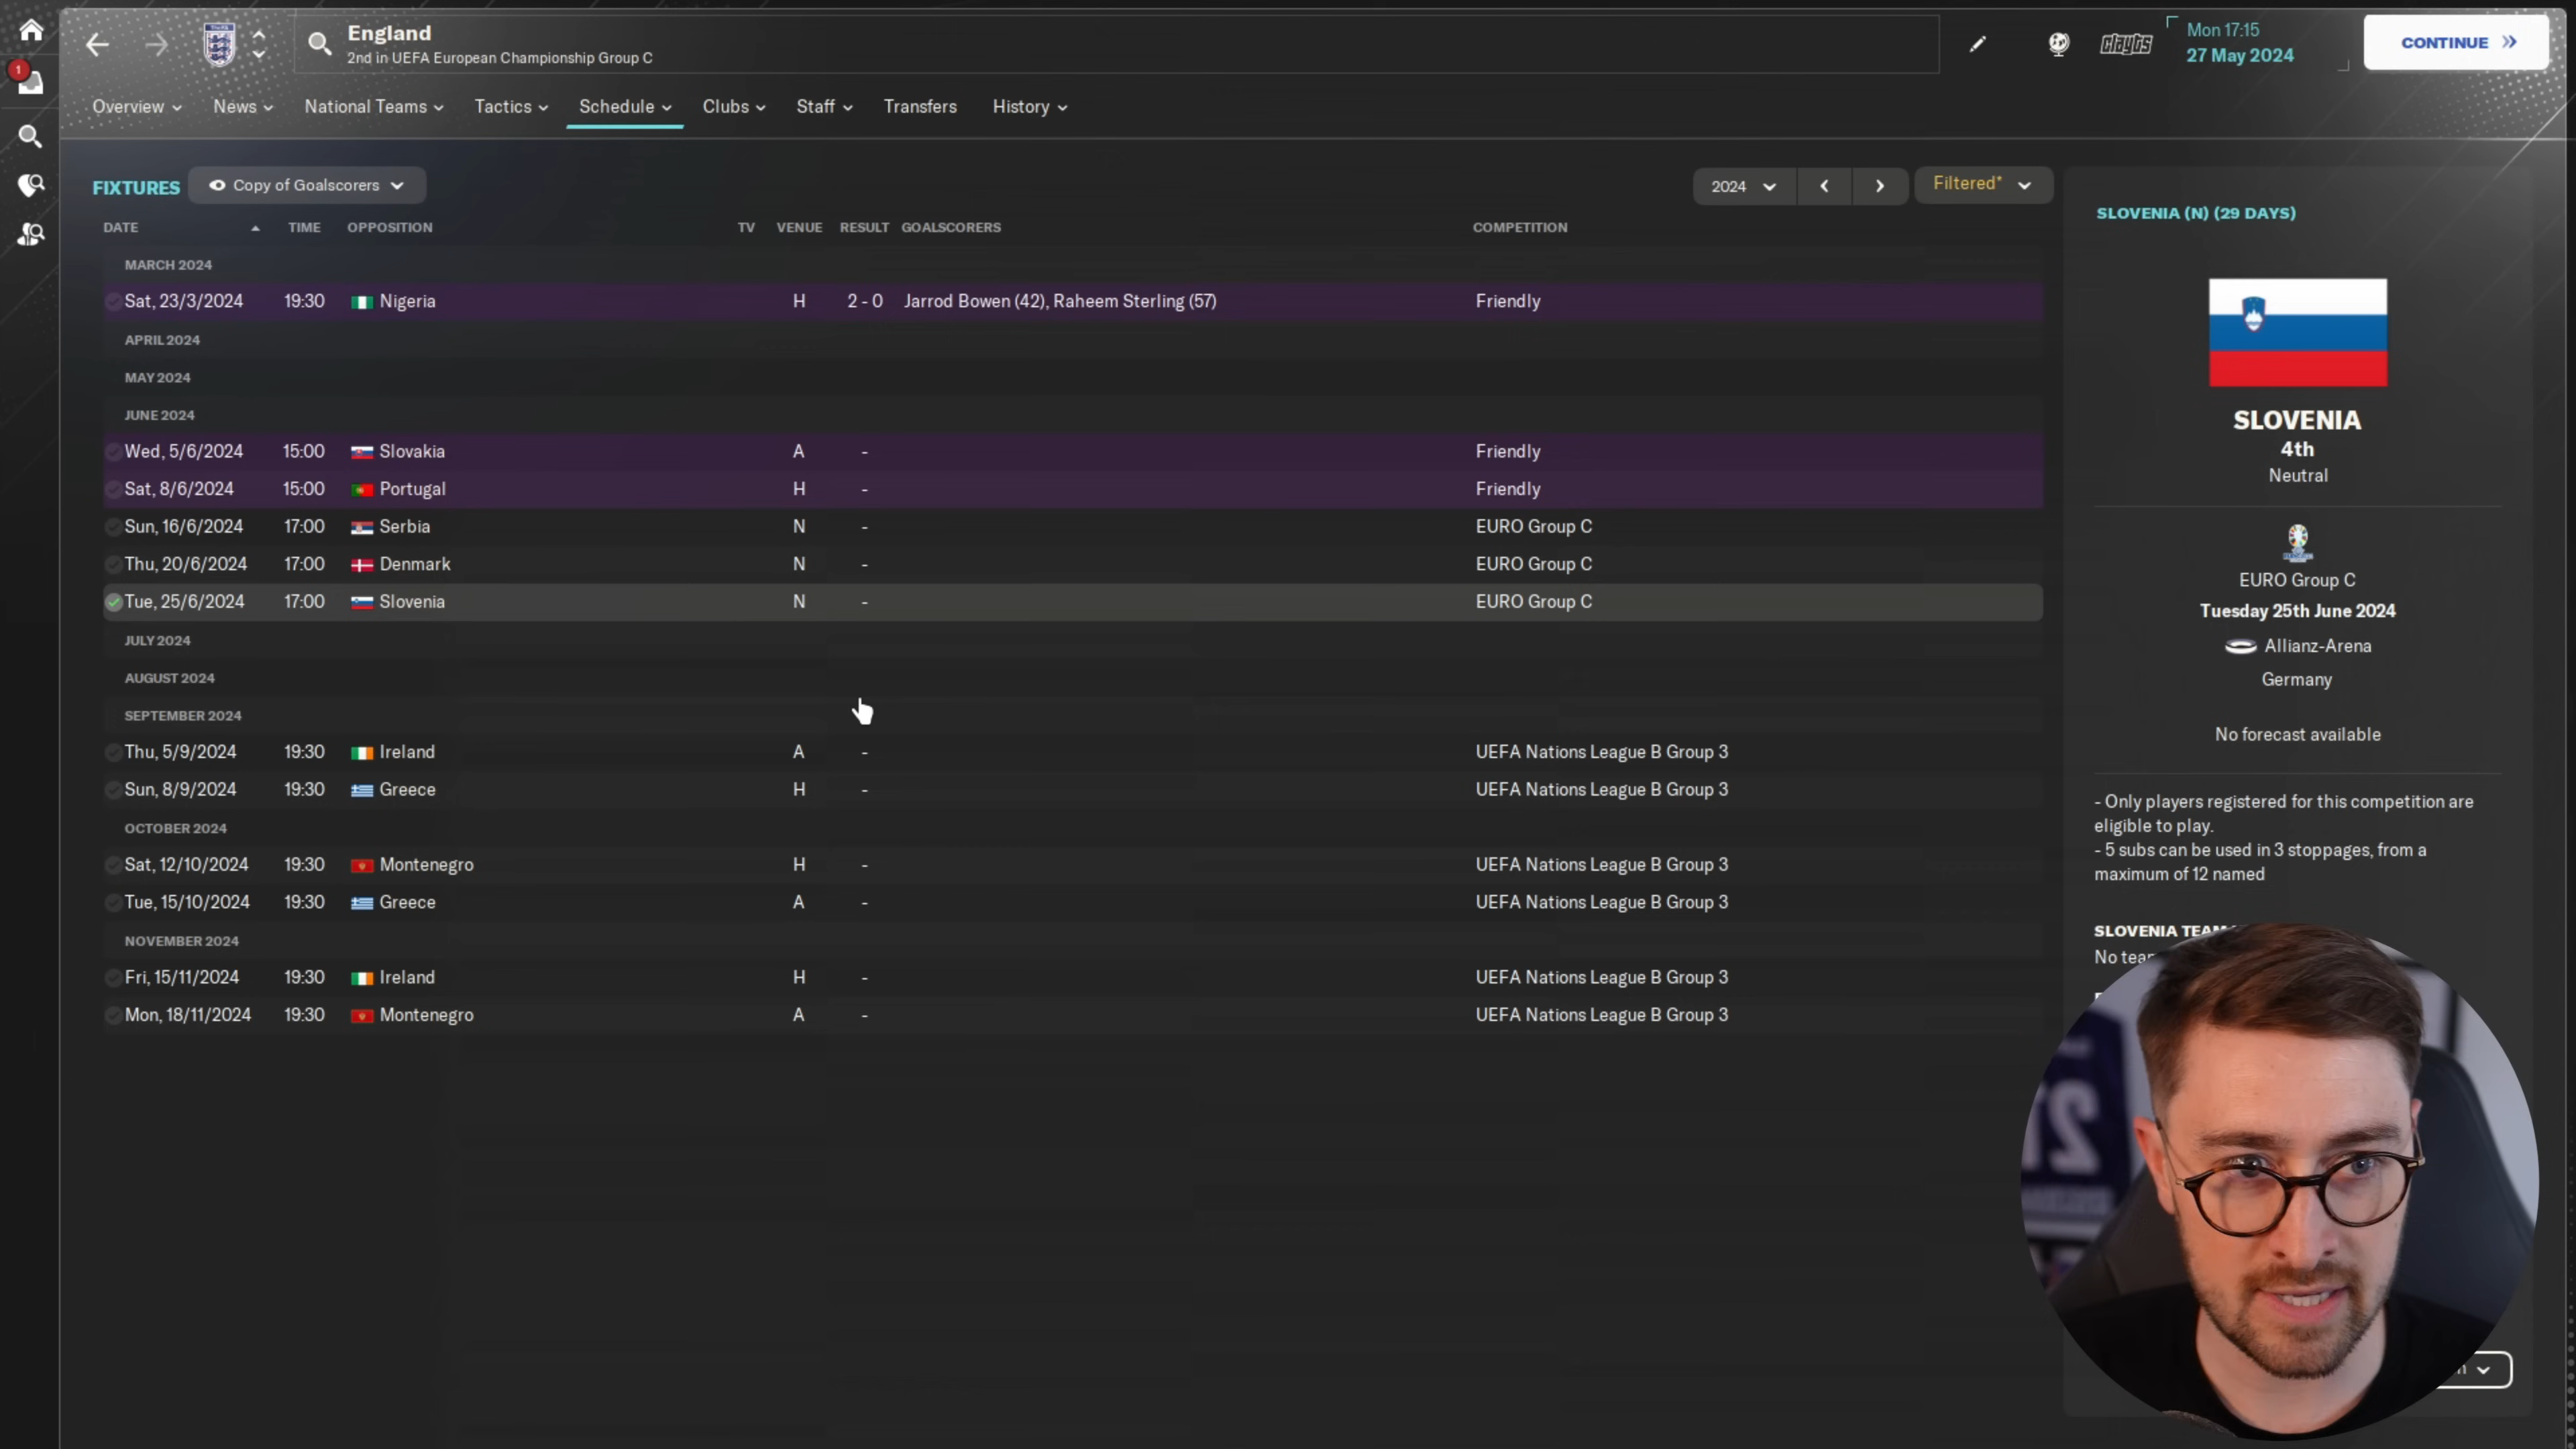 1
England
2nd in UEFA European Championship Group C
clayts
Mon 17:15
27 May 2024
CONTINUE
Overview
News
National Teams
Tactics
Schedule
Clubs
Staff
Transfers
History
FIXTURES
Copy of Goalscorers
2024
Filtered*
DATE TIME OPPOSITION TV VENUE RESULT GOALSCORERS COMPETITION
MARCH 2024
Sat, 23/3/2024 19:30 Nigeria H 2 - 0 Jarrod Bowen (42), Raheem Sterling (57) Friendly
APRIL 2024
MAY 2024
JUNE 2024
Wed, 5/6/2024 15:00 Slovakia A - Friendly
Sat, 8/6/2024 15:00 Portugal H - Friendly
Sun, 16/6/2024 17:00 Serbia N - EURO Group C
Thu, 20/6/2024 17:00 Denmark N - EURO Group C
Tue, 25/6/2024 17:00 Slovenia N - EURO Group C
JULY 2024
AUGUST 2024
SEPTEMBER 2024
Thu, 5/9/2024 19:30 Ireland A - UEFA Nations League B Group 3
Sun, 8/9/2024 19:30 Greece H - UEFA Nations League B Group 3
OCTOBER 2024
Sat, 12/10/2024 19:30 Montenegro H - UEFA Nations League B Group 3
Tue, 15/10/2024 19:30 Greece A - UEFA Nations League B Group 3
NOVEMBER 2024
Fri, 15/11/2024 19:30 Ireland H - UEFA Nations League B Group 3
Mon, 18/11/2024 19:30 Montenegro A - UEFA Nations League B Group 3
SLOVENIA (N) (29 DAYS)
SLOVENIA
4th
Neutral
EURO Group C
Tuesday 25th June 2024
Allianz-Arena
Germany
No forecast available
- Only players registered for this competition are
eligible to play.
- 5 subs can be used in 3 stoppages, from a
maximum of 12 named
SLOVENIA TEAM
No